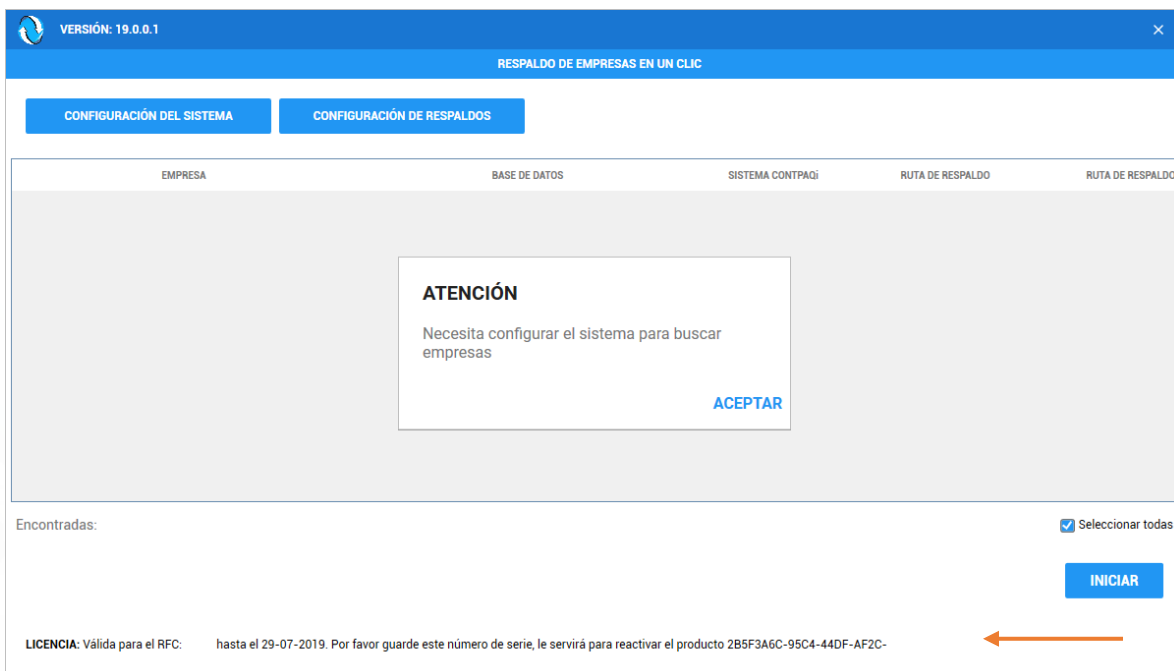 VERSIÓN: 19.0.0.1
RESPALDO DE EMPRESAS EN UN CLIC
CONFIGURACIÓN DEL SISTEMA CONFIGURACIÓN DE RESPALDOS
EMPRESA BASE DE DATOS SISTEMA CONTPAQi RUTA DE RESPALDO RUTA DE RESPALDO
ATENCIÓN
Necesita configurar el sistema para buscar
empresas
ACEPTAR
Encontradas: Seleccionar todas
INICIAR
LICENCIA: Válida para el RFC: hasta el 29-07-2019. Por favor guarde este número de serie, le servirá para reactivar el producto 2B5F3A6C-95C4-44DF-AF2C-